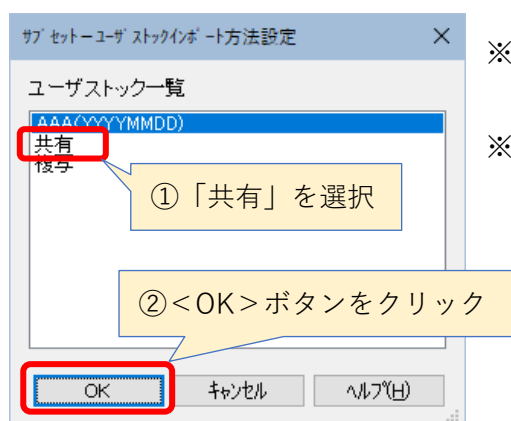 サブセットーユーザストックインポート方法設定
※
ユーザストック一覧
AAA(YYYYMMDD)
※
共有
複写
①「共有」を選択
②<OK>ボタンをクリック
OK キャンセル ヘルプ(H)